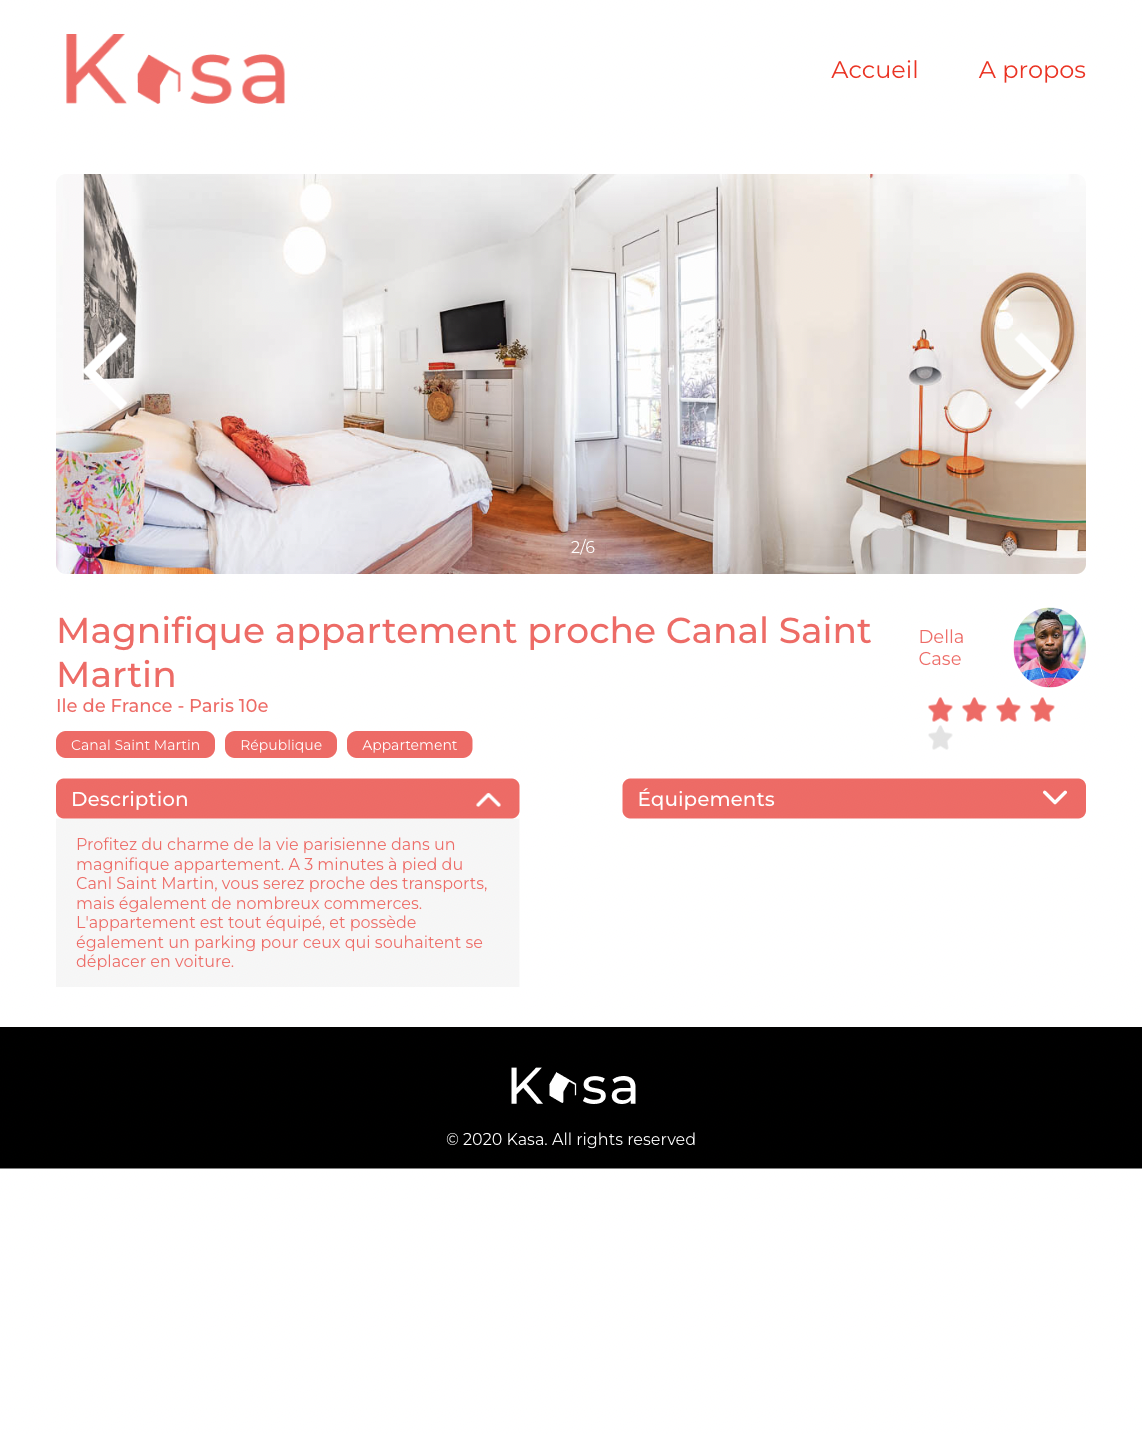 Kasa
Accueil
A propos
2/6
Magnifique appartement proche Canal Saint
Martin
Ile de France - Paris 10e
Della
Case
Canal Saint Martin
République
Appartement
Description
Profitez du charme de la vie parisienne dans un
magnifique appartement. A 3 minutes à pied du
Canl Saint Martin, vous serez proche des transports,
mais également de nombreux commerces.
L'appartement est tout équipé, et possède
également un parking pour ceux qui souhaitent se
déplacer en voiture.
Équipements
Kasa
© 2020 Kasa. All rights reserved